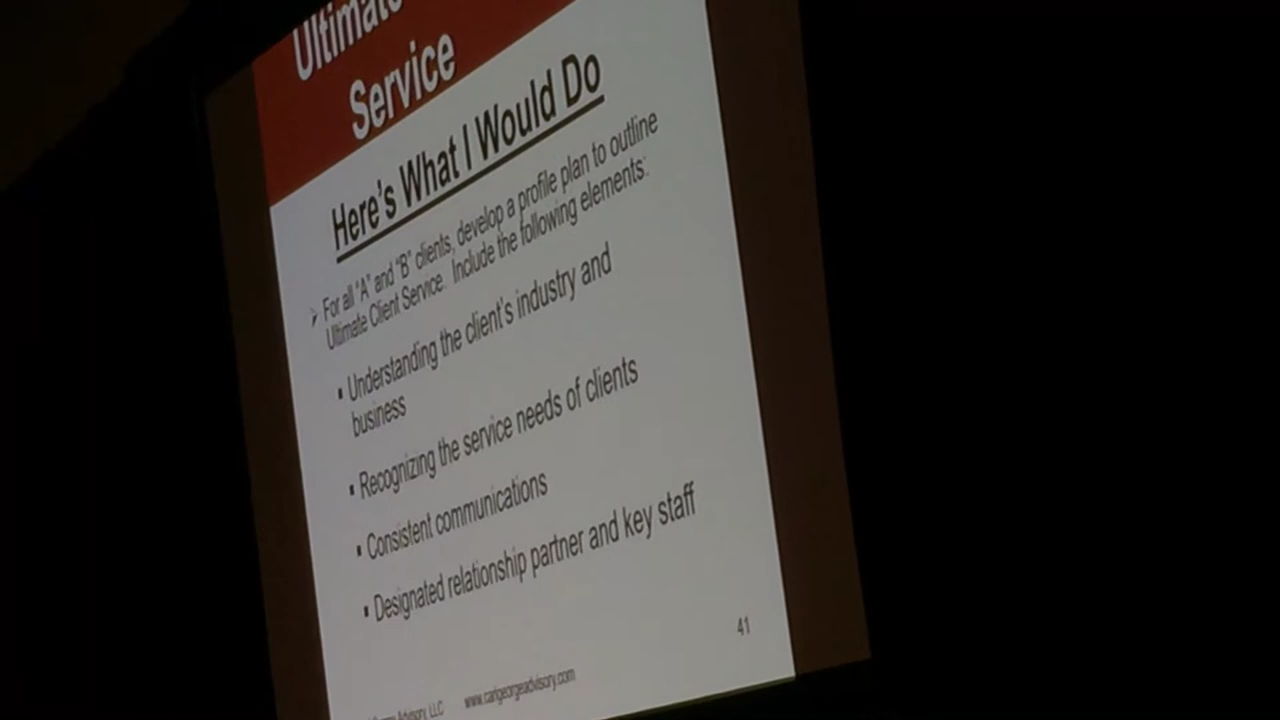 Ultimate
Service
Here's What I Would Do
➢ For all "A" and "B" clients, develop a profile plan to outline
Ultimate Client Service. Include the following elements:
▪ Understanding the client's industry and
business
▪ Recognizing the service needs of clients
▪ Consistent communications
▪ Designated relationship partner and key staff
41
Advisory, LLC www.carlgeorgeadvisory.com